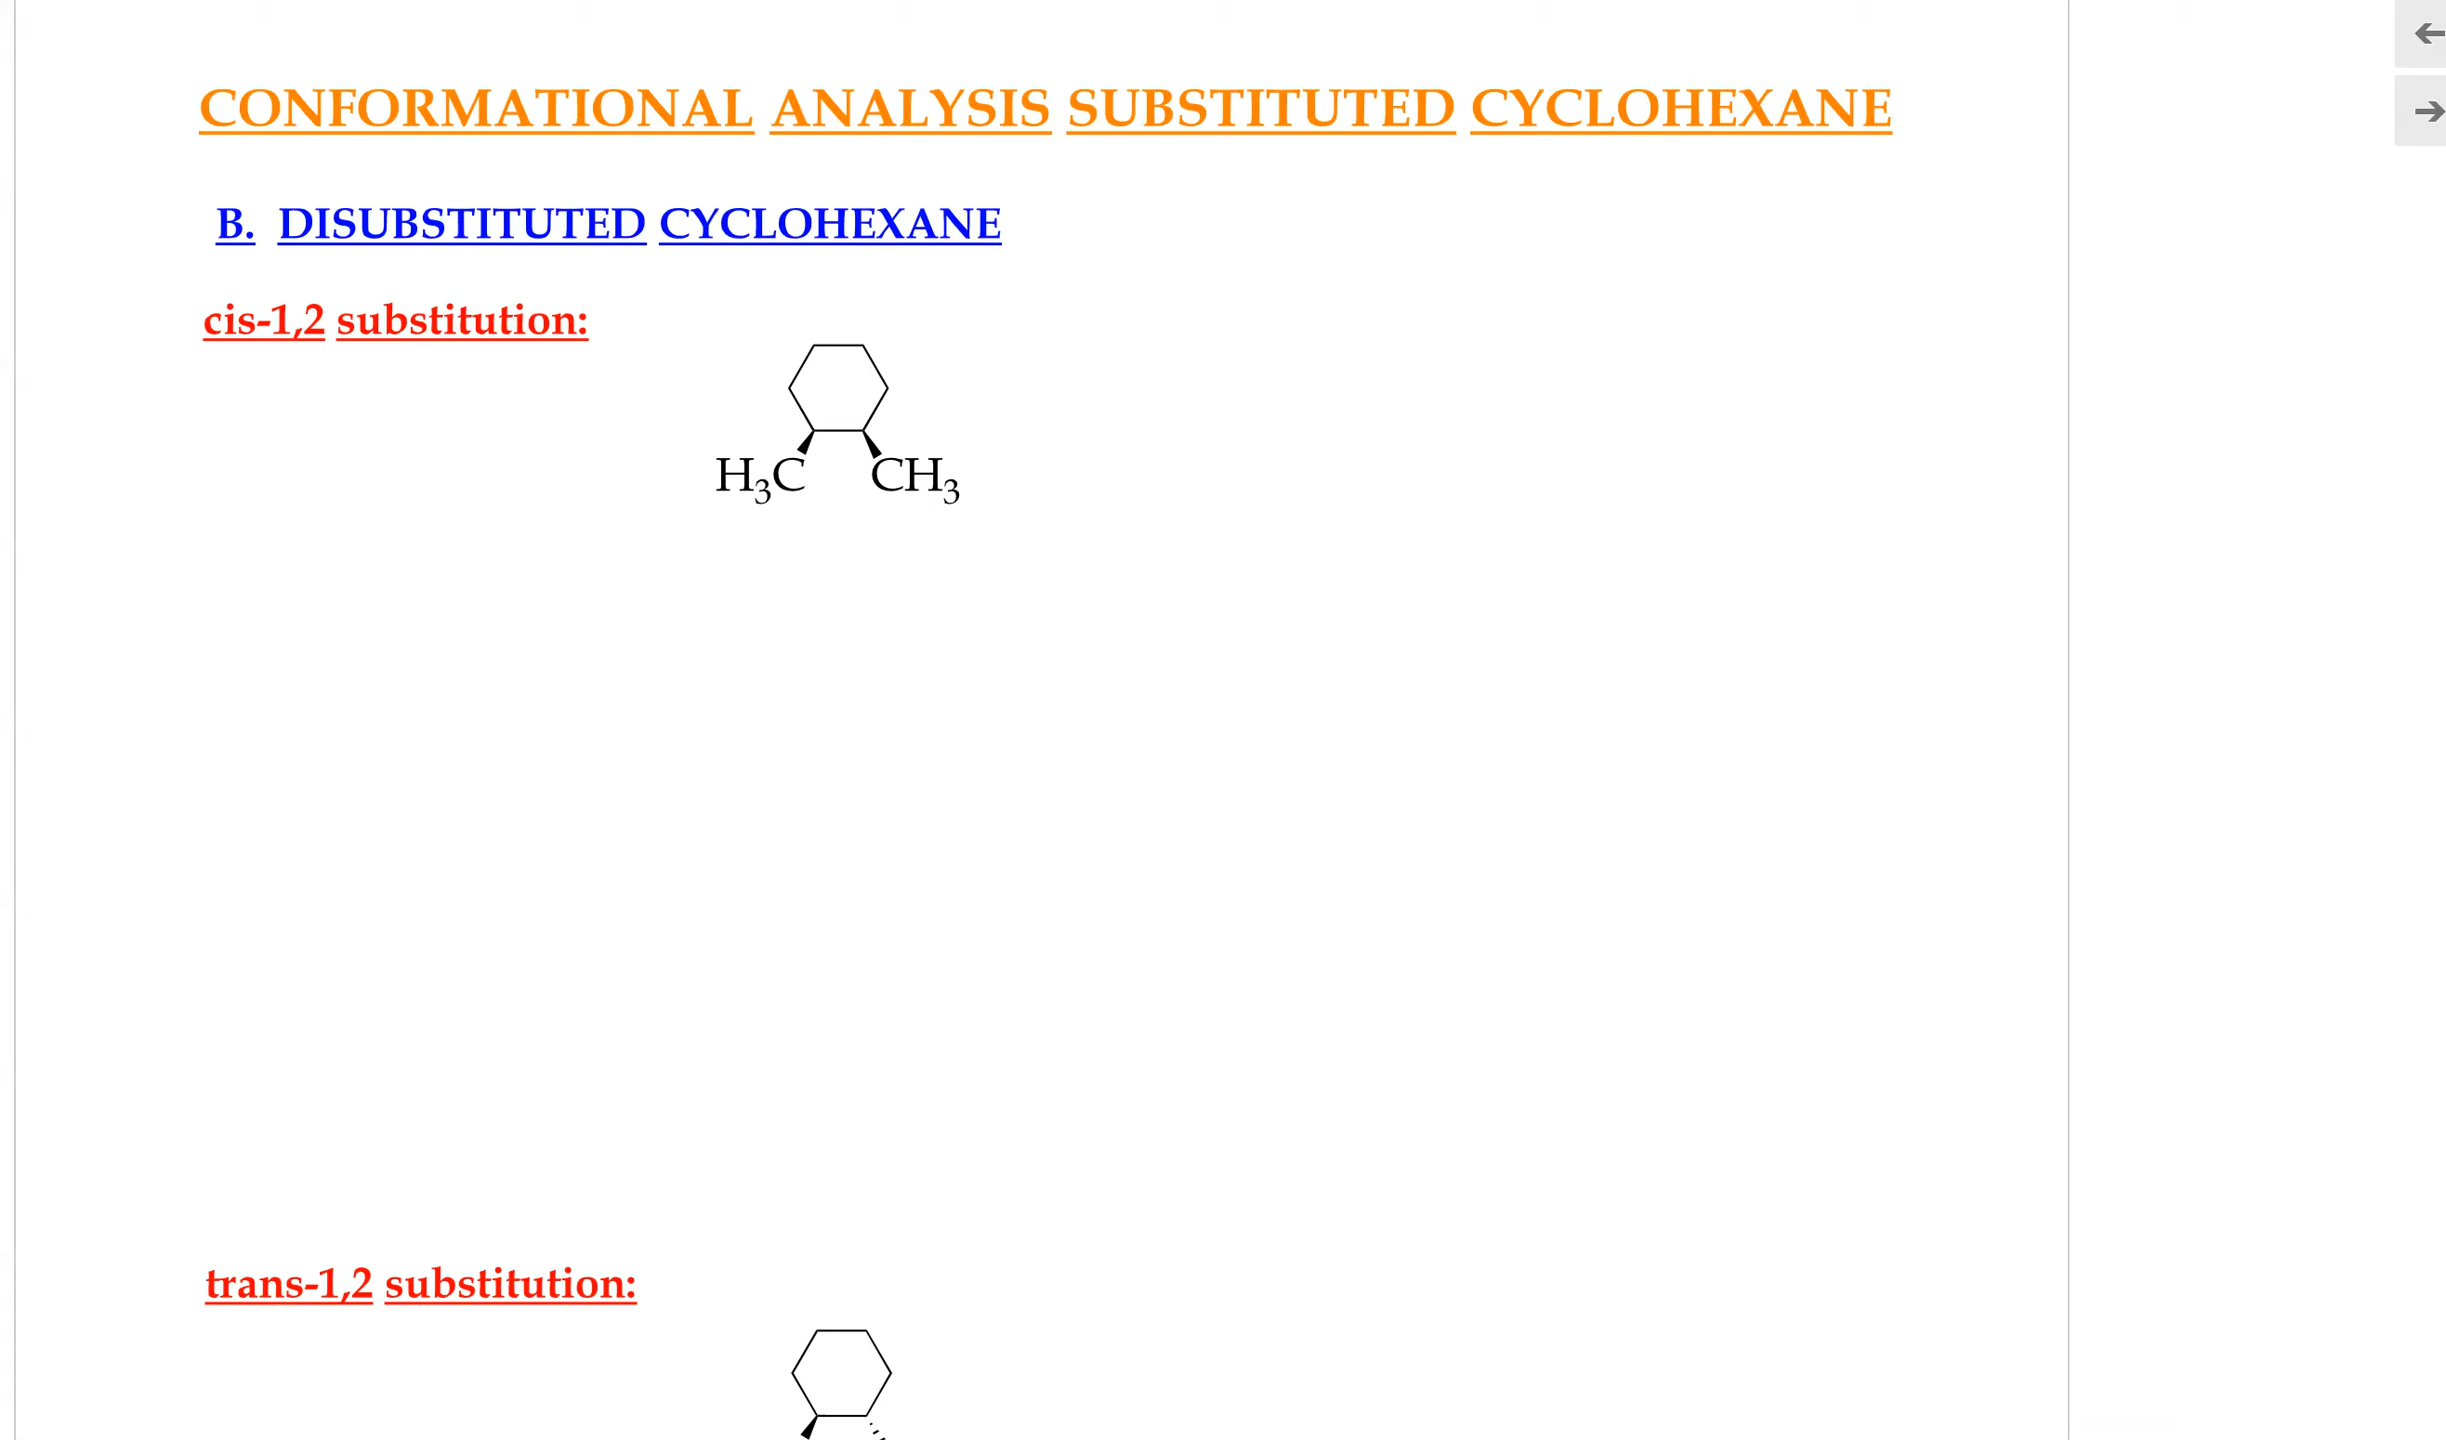 CONFORMATIONAL ANALYSIS SUBSTITUTED CYCLOHEXANE
B. DISUBSTITUTED CYCLOHEXANE
cis-1,2 substitution:
H₃C CH₃
trans-1,2 substitution: